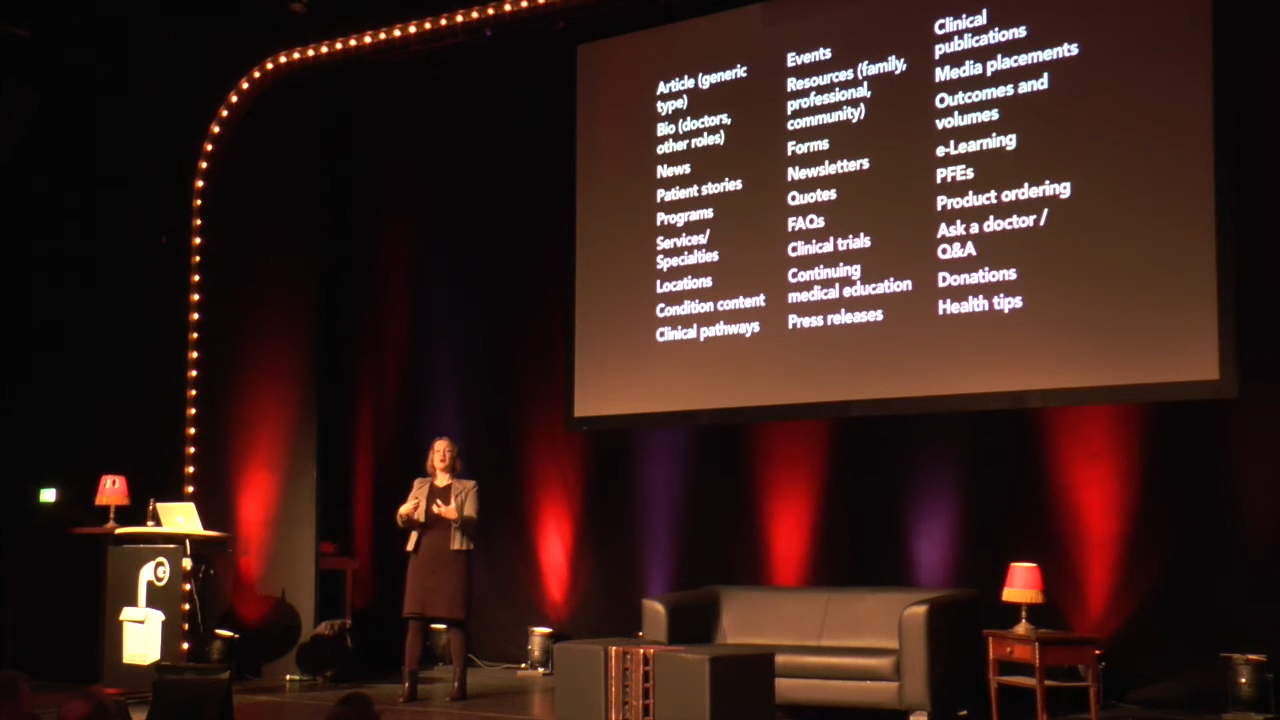 Article (generic
type)
Bio (doctors,
other roles)
News
Patient stories
Programs
Services/
Specialties
Locations
Condition content
Clinical pathways
Events
Resources (family,
professional,
community)
Forms
Newsletters
Quotes
FAQs
Clinical trials
Continuing
medical education
Press releases
Clinical
publications
Media placements
Outcomes and
volumes
e-Learning
PFEs
Product ordering
Ask a doctor /
Q&A
Donations
Health tips